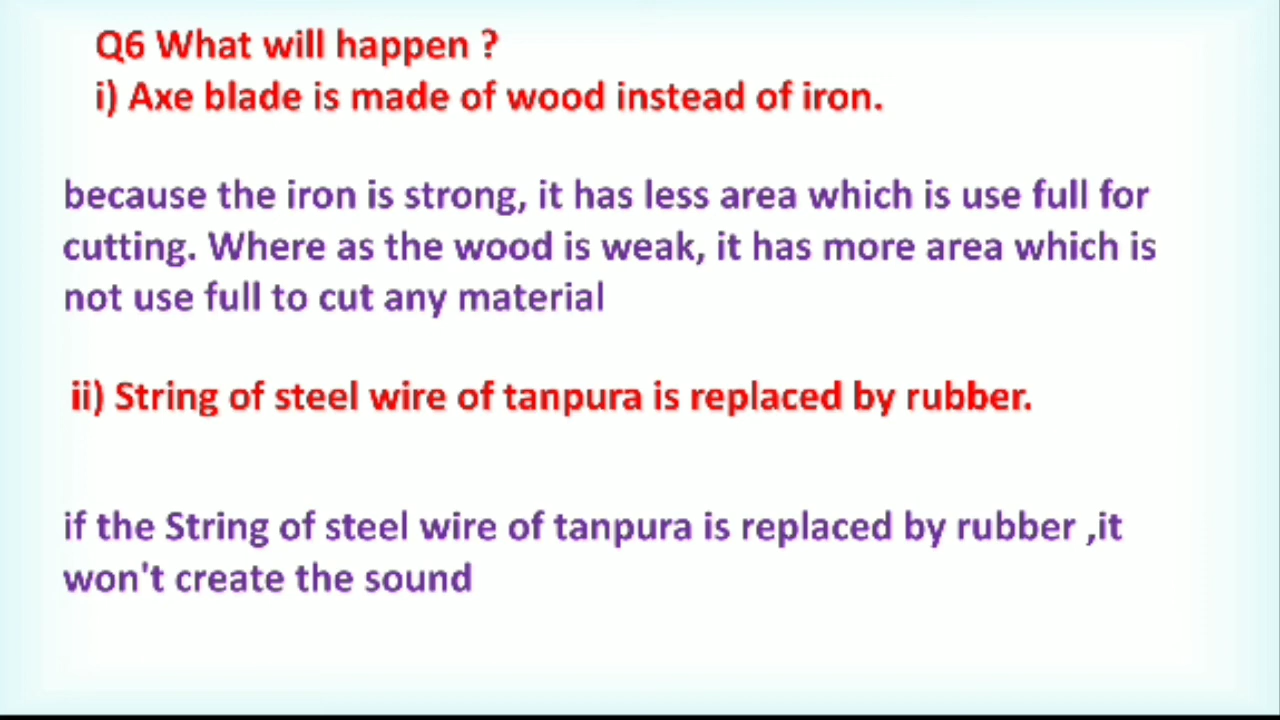 Q6 What will happen ?
i) Axe blade is made of wood instead of iron.
because the iron is strong, it has less area which is use full for
cutting. Where as the wood is weak, it has more area which is
not use full to cut any material
ii) String of steel wire of tanpura is replaced by rubber.
if the String of steel wire of tanpura is replaced by rubber ,it
won't create the sound